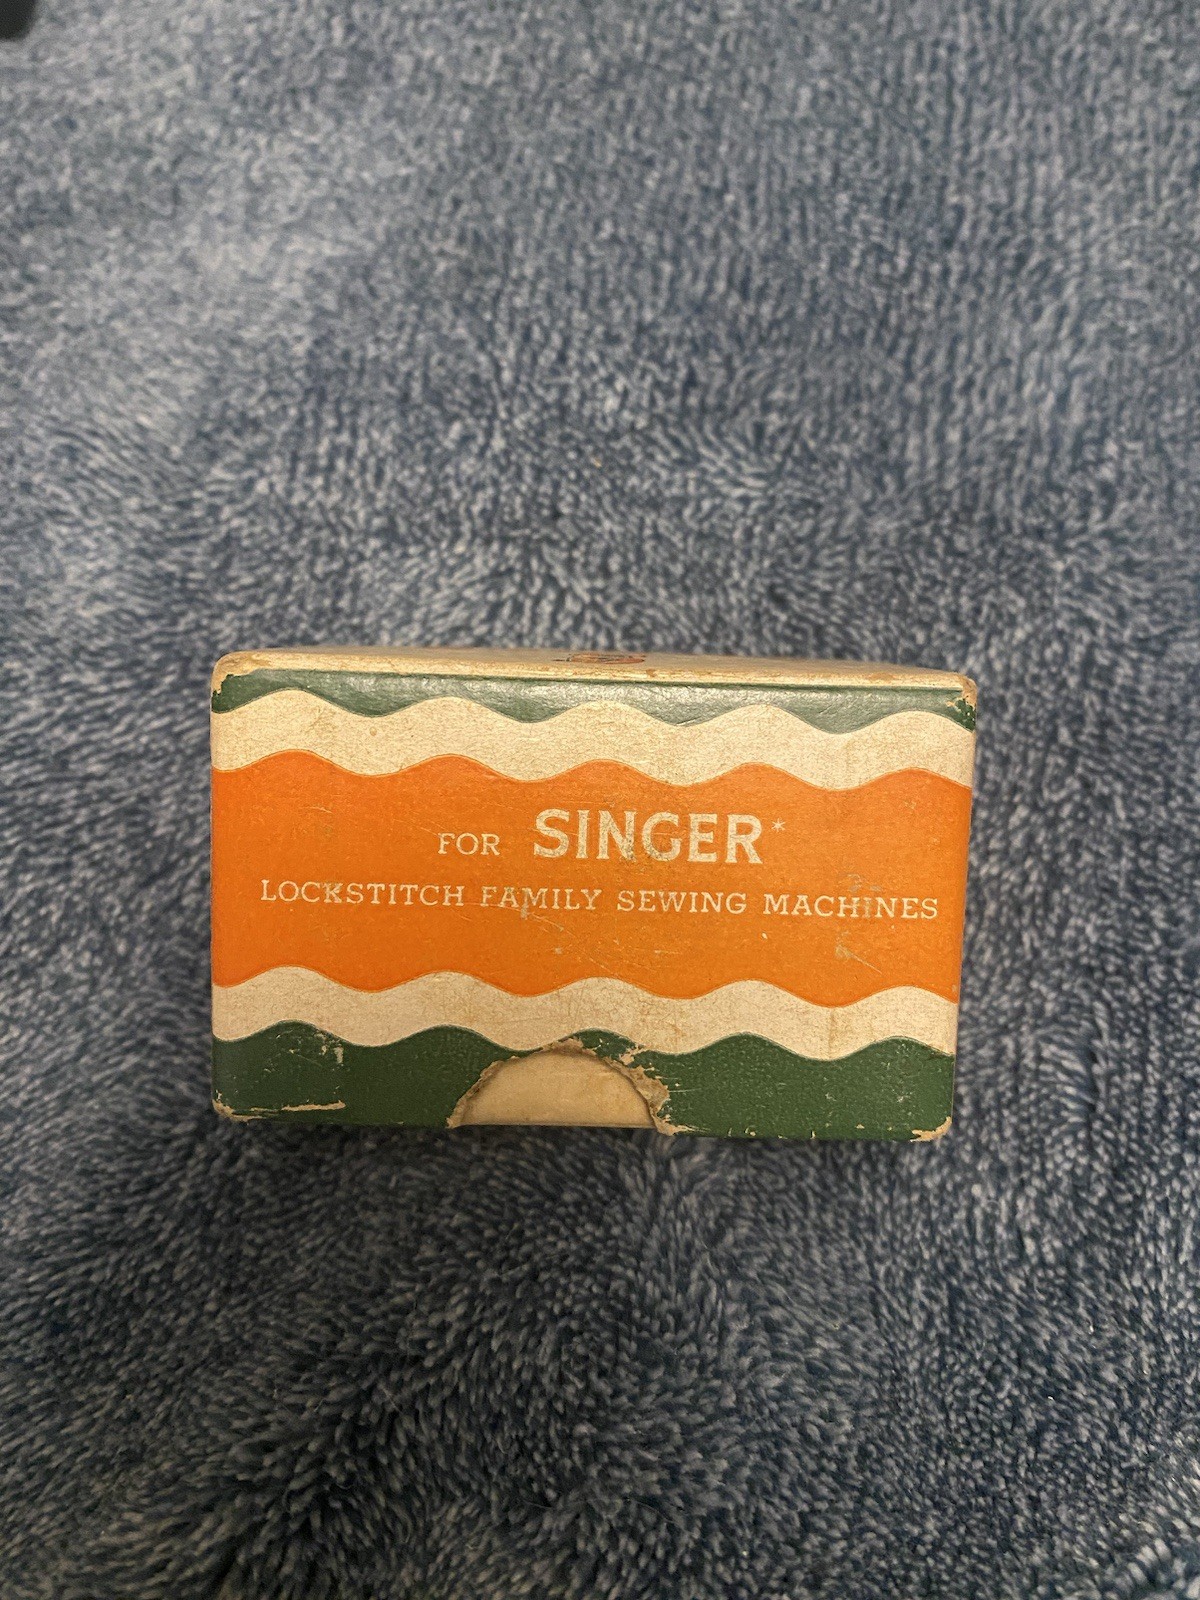 FOR SINGER*
LOCKSTITCH FAMILY SEWING MACHINES